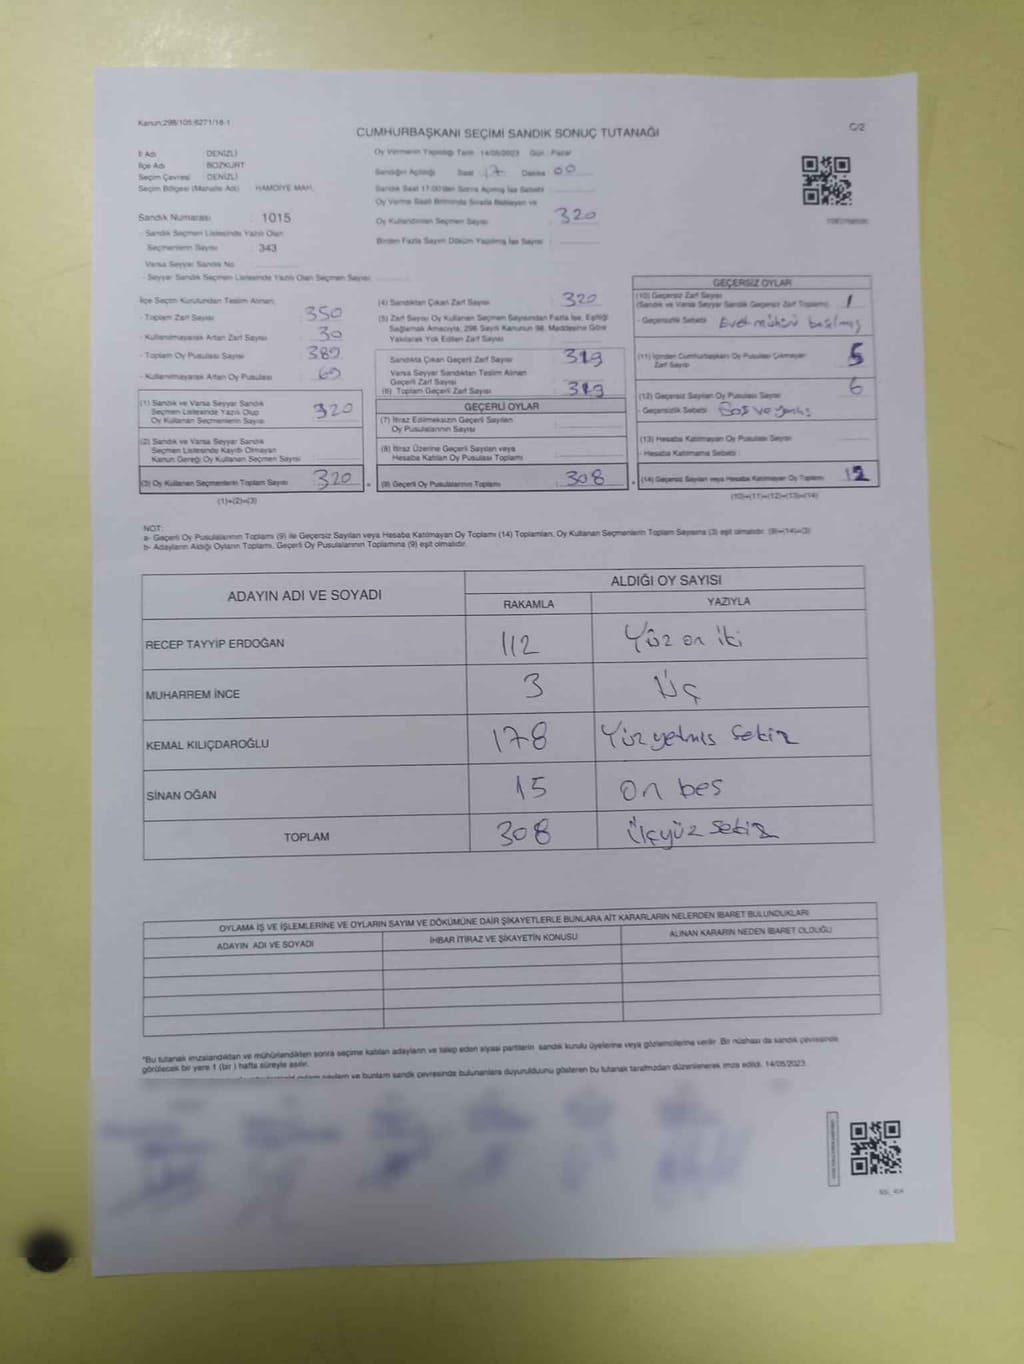 Kanun:298/105;6271/18-1
C/2
CUMHURBAŞKANI SEÇİMİ SANDIK SONUÇ TUTANAĞI
İl Adı : DENİZLİ
İlçe Adı : BOZKURT
Seçim Çevresi : DENİZLİ
Seçim Bölgesi (Mahalle Adı) : HAMDİYE MAH.
Sandık Numarası : 1015
- Sandık Seçmen Listesinde Yazılı Olan
Seçmenlerin Sayısı : 343
Varsa Seyyar Sandık No :
- Seyyar Sandık Seçmen Listesinde Yazılı Olan Seçmen Sayısı:
Oy Vermenin Yapıldığı Tarih : 14/05/2023 Gün : Pazar
Sandığın Açıldığı Saat : 17 Dakika : 00
Sandık Saat 17:00'den Sonra Açılmış İse Sebebi :
Oy Verme Saati Bitiminde Sırada Bekleyen ve
Oy Kullandırılan Seçmen Sayısı : 320
Birden Fazla Sayım Döküm Yapılmış İse Sayısı :
İlçe Seçim Kurulundan Teslim Alınan;
- Toplam Zarf Sayısı : 350
- Kullanılmayarak Artan Zarf Sayısı : 30
- Toplam Oy Pusulası Sayısı : 389
- Kullanılmayarak Artan Oy Pusulası : 69
(1) Sandık ve Varsa Seyyar Sandık
Seçmen Listesinde Yazılı Olup
Oy Kullanan Seçmenlerin Sayısı : 320
(2) Sandık ve Varsa Seyyar Sandık
Seçmen Listesinde Kayıtlı Olmayan
Kanun Gereği Oy Kullanan Seçmen Sayısı :
(3) Oy Kullanan Seçmenlerin Toplam Sayısı : 320
(1)+(2)=(3)
(4) Sandıktan Çıkan Zarf Sayısı : 320
(5) Zarf Sayısı Oy Kullanan Seçmen Sayısından Fazla İse, Eşitliği
Sağlamak Amacıyla, 298 Sayılı Kanunun 98. Maddesine Göre
Yakılarak Yok Edilen Zarf Sayısı :
Sandıkta Çıkan Geçerli Zarf Sayısı : 319
Varsa Seyyar Sandıktan Teslim Alınan
Geçerli Zarf Sayısı :
(6) Toplam Geçerli Zarf Sayısı : 319
GEÇERLİ OYLAR
(7) İtiraz Edilmeksizin Geçerli Sayılan
Oy Pusulalarının Sayısı :
(8) İtiraz Üzerine Geçerli Sayılan veya
Hesaba Katılan Oy Pusulası Toplamı :
(9) Geçerli Oy Pusulalarının Toplamı : 308
GEÇERSİZ OYLAR
(10) Geçersiz Zarf Sayısı
(Sandık ve Varsa Seyyar Sandık Geçersiz Zarf Toplamı) : 1
- Geçersizlik Sebebi : Evet mührü basılmış
(11) İçinden Cumhurbaşkanı Oy Pusulası Çıkmayan
Zarf Sayısı : 5
(12) Geçersiz Sayılan Oy Pusulası Sayısı : 6
- Geçersizlik Sebebi : Boş ve yanlış
(13) Hesaba Katılmayan Oy Pusulası Sayısı :
- Hesaba Katılmama Sebebi :
(14) Geçersiz Sayılan veya Hesaba Katılmayan Oy Toplamı : 12
(10)+(11)+(12)+(13)=(14)
NOT:
a- Geçerli Oy Pusulalarının Toplamı (9) ile Geçersiz Sayılan veya Hesaba Katılmayan Oy Toplamı (14) Toplamları, Oy Kullanan Seçmenlerin Toplam Sayısına (3) eşit olmalıdır. (9)+(14)=(3)
b- Adayların Aldığı Oyların Toplamı, Geçerli Oy Pusulalarının Toplamına (9) eşit olmalıdır.
ADAYIN ADI VE SOYADI
ALDIĞI OY SAYISI
RAKAMLA YAZIYLA
RECEP TAYYİP ERDOĞAN 112 Yüz on iki
MUHARREM İNCE 3 Üç
KEMAL KILIÇDAROĞLU 178 Yüz yetmiş sekiz
SİNAN OĞAN 15 On beş
TOPLAM 308 Üçyüz sekiz
OYLAMA İŞ VE İŞLEMLERİNE VE OYLARIN SAYIM VE DÖKÜMÜNE DAİR ŞİKAYETLERLE BUNLARA AİT KARARLARIN NELERDEN İBARET BULUNDUKLARI
ADAYIN ADI VE SOYADI İHBAR İTİRAZ VE ŞİKAYETİN KONUSU ALINAN KARARIN NEDEN İBARET OLDUĞU
"Bu tutanak imzalandıktan ve mühürlendikten sonra seçime katılan adayların ve talep eden siyasi partilerin sandık kurulu üyelerine veya gözlemcilerine verilir. Bir nüshası da sandık çevresinde
görülecek bir yere 1 (bir ) hafta süreyle asılır.
sayım ve bunların sandık çevresinde bulunanlara duyurulduğunu gösteren bu tutanak tarafımızdan düzenlenerek imza edildi. 14/05/2023